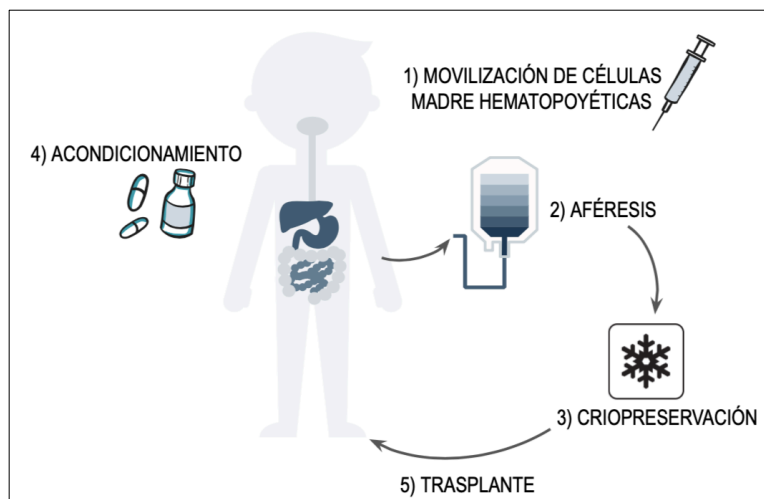 1) MOVILIZACIÓN DE CÉLULAS
MADRE HEMATOPOYÉTICAS
4) ACONDICIONAMIENTO
2) AFÉRESIS
3) CRIOPRESERVACIÓN
5) TRASPLANTE